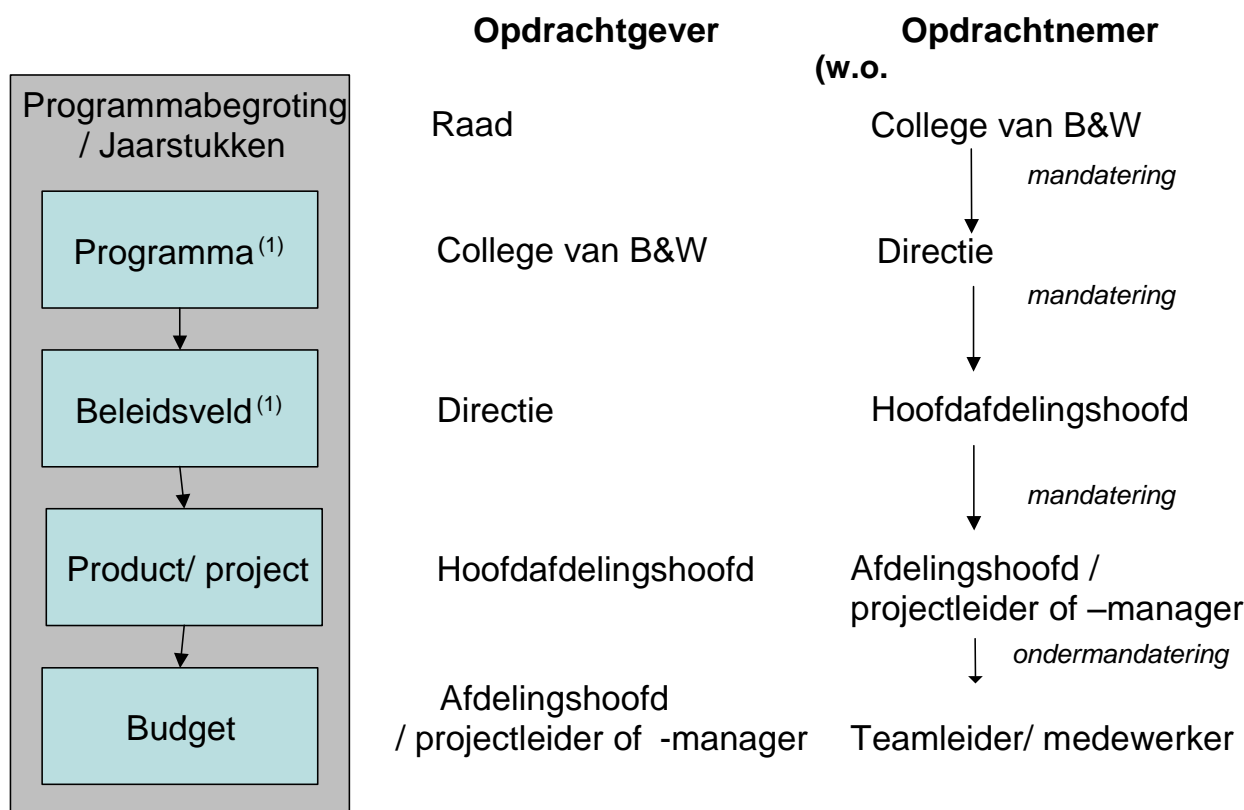 Opdrachtgever
Opdrachtnemer
(w.o.
Programmabegroting
/ Jaarstukken
Raad
College van B&W
mandatering
Programma (1)
College van B&W
Directie
mandatering
Beleidsveld (1)
Directie
Hoofdafdelingshoofd
mandatering
Product/ project
Hoofdafdelingshoofd
Afdelingshoofd /
projectleider of –manager
ondermandatering
Budget
Afdelingshoofd
/ projectleider of -manager
Teamleider/ medewerker